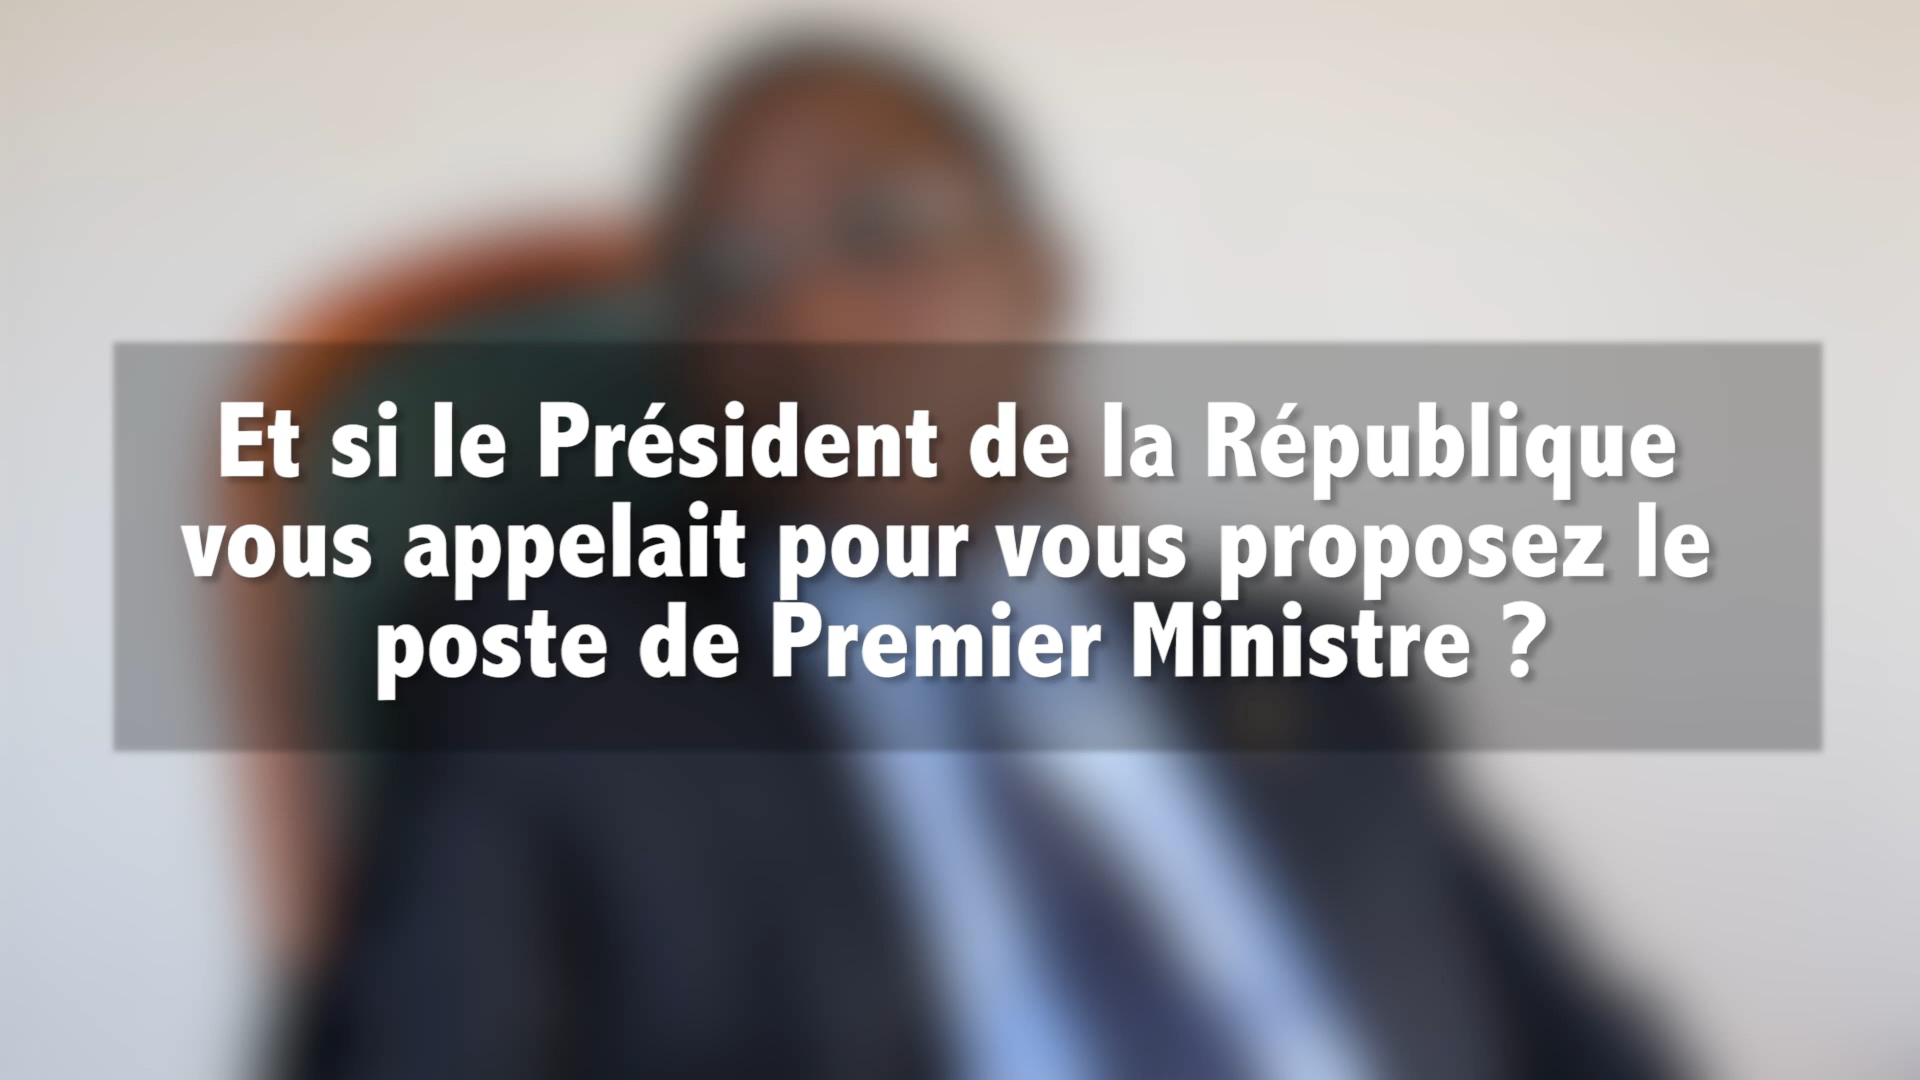 Et si le Président de la République
vous appelait pour vous proposez le
poste de Premier Ministre ?